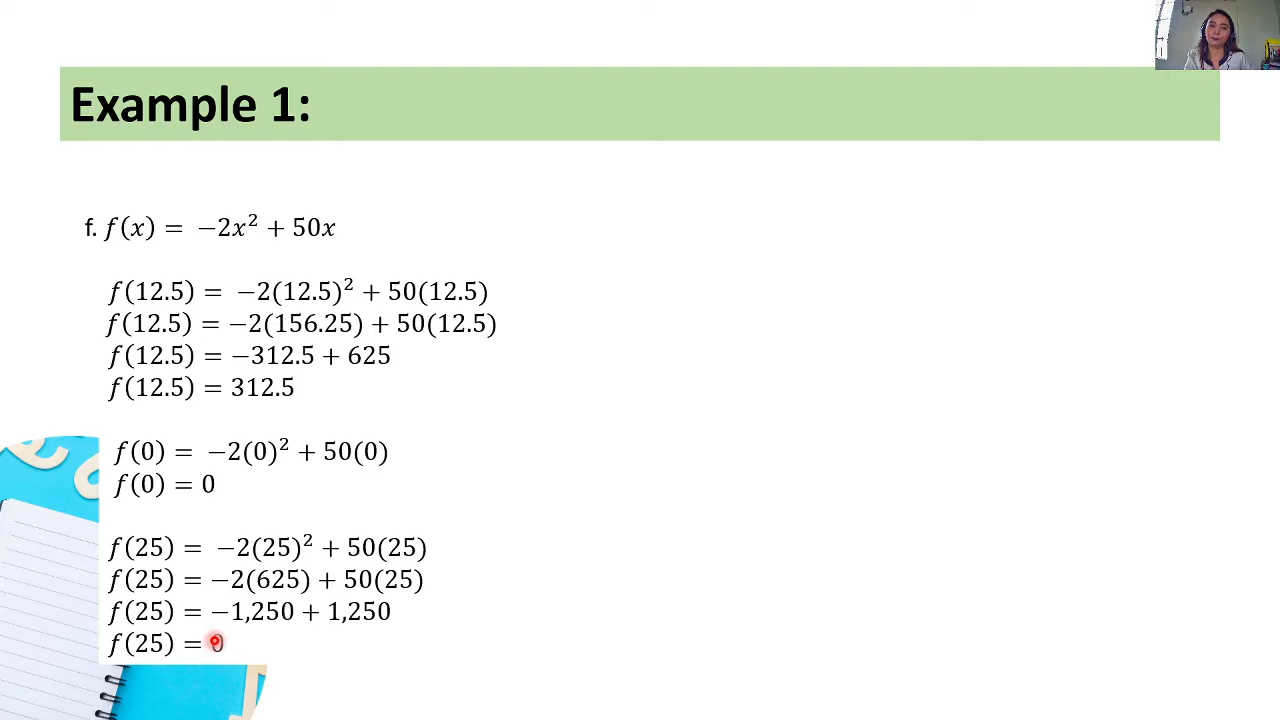 Example 1:
f. f(x) = −2x² + 50x
f(12.5) = −2(12.5)² + 50(12.5)
f(12.5) = −2(156.25) + 50(12.5)
f(12.5) = −312.5 + 625
f(12.5) = 312.5
f(0) = −2(0)² + 50(0)
f(0) = 0
f(25) = −2(25)² + 50(25)
f(25) = −2(625) + 50(25)
f(25) = −1,250 + 1,250
f(25) = 0